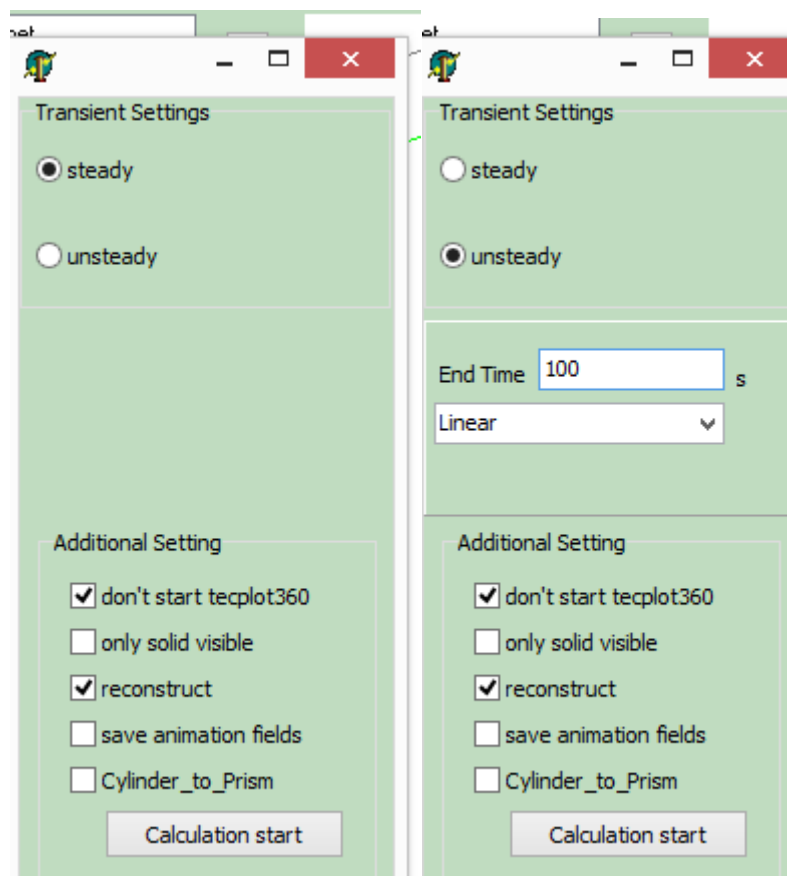 Transient Settings
steady
unsteady
Additional Setting
don't start tecplot360
only solid visible
reconstruct
save animation fields
Cylinder_to_Prism
Calculation start
Transient Settings
steady
unsteady
End Time 100 s
Linear
Additional Setting
don't start tecplot360
only solid visible
reconstruct
save animation fields
Cylinder_to_Prism
Calculation start